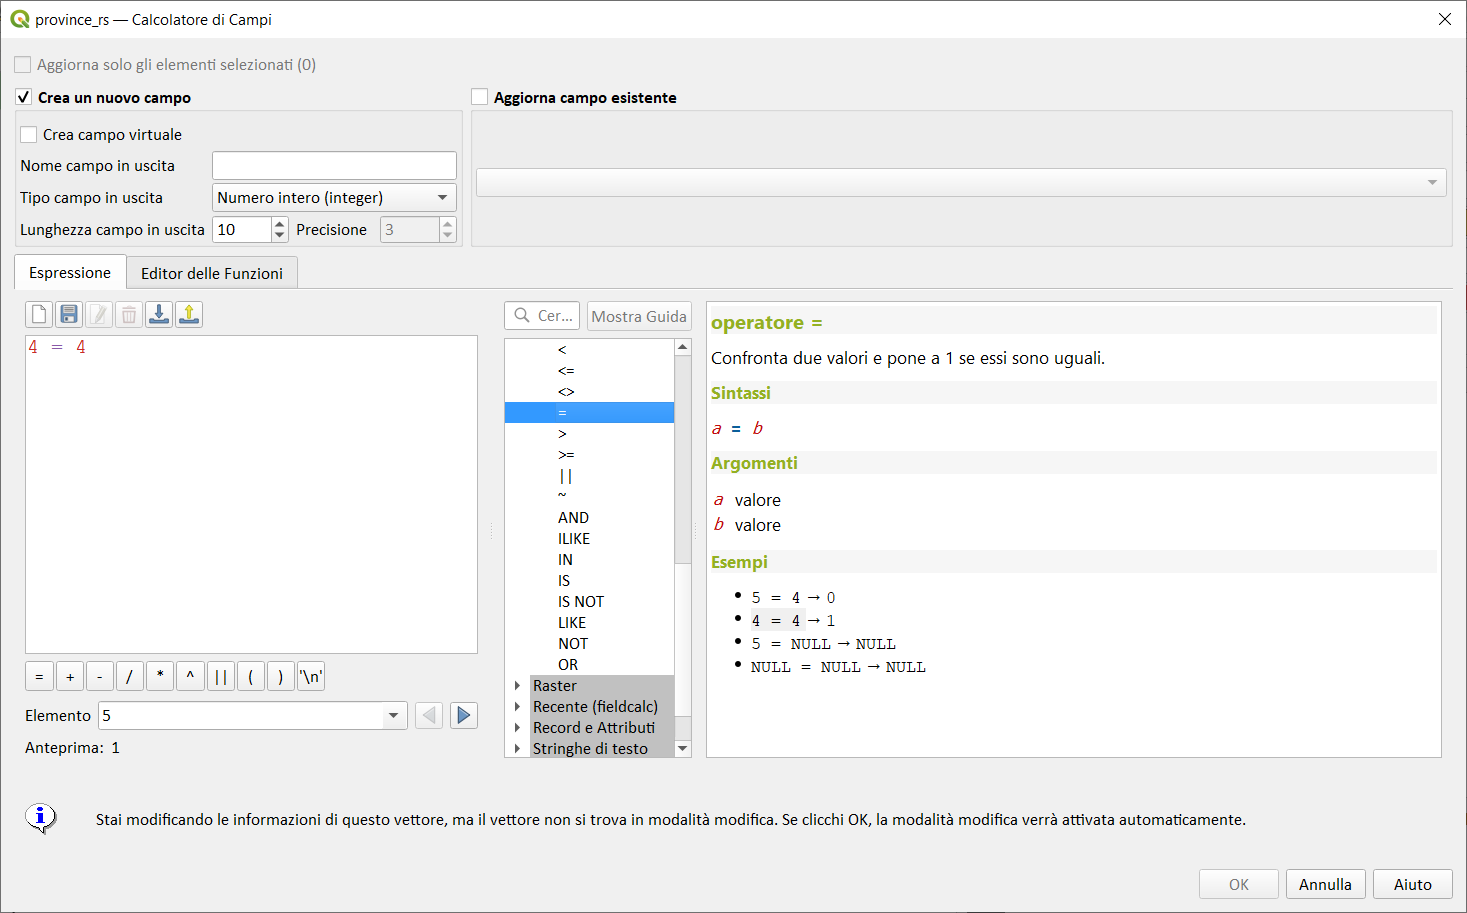 province_rs — Calcolatore di Campi
Aggiorna solo gli elementi selezionati (0)
Crea un nuovo campo
Aggiorna campo esistente
Crea campo virtuale
Nome campo in uscita
Tipo campo in uscita Numero intero (integer)
Lunghezza campo in uscita 10 Precisione 3
Espressione Editor delle Funzioni
4 = 4
= + - / * ^ || ( ) '\n'
Elemento 5
Anteprima: 1
Cer... Mostra Guida
<
<=
<>
=
>
>=
||
~
AND
ILIKE
IN
IS
IS NOT
LIKE
NOT
OR
Raster
Recente (fieldcalc)
Record e Attributi
Stringhe di testo
operatore =
Confronta due valori e pone a 1 se essi sono uguali.
Sintassi
a = b
Argomenti
a valore
b valore
Esempi
• 5 = 4 → 0
• 4 = 4 → 1
• 5 = NULL → NULL
• NULL = NULL → NULL
Stai modificando le informazioni di questo vettore, ma il vettore non si trova in modalità modifica. Se clicchi OK, la modalità modifica verrà attivata automaticamente.
OK Annulla Aiuto